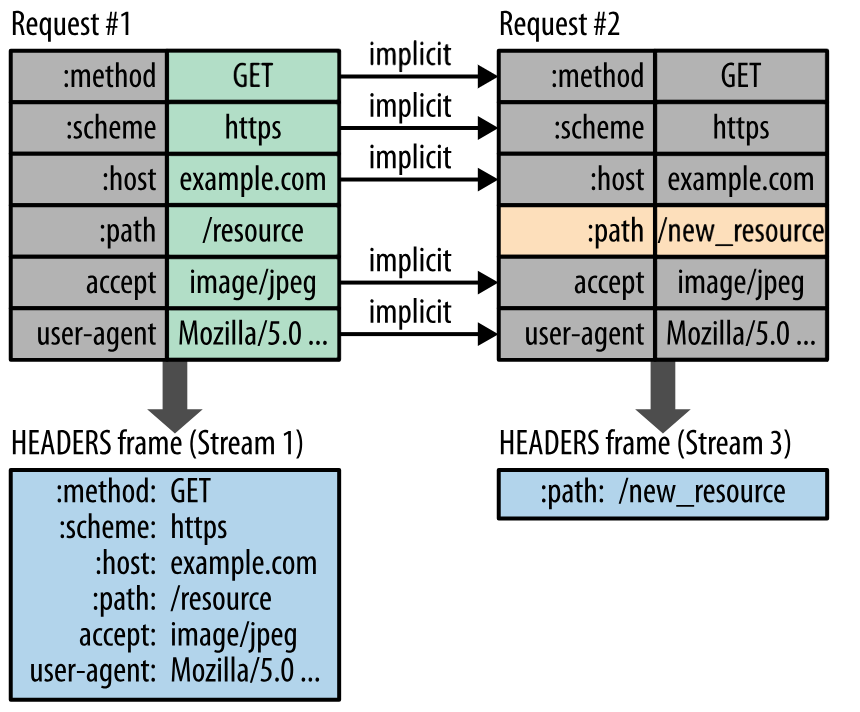 Request #1
:method GET
:scheme https
:host example.com
:path /resource
accept image/jpeg
user-agent Mozilla/5.0 ...
implicit
implicit
implicit
implicit
implicit
Request #2
:method GET
:scheme https
:host example.com
:path /new_resource
accept image/jpeg
user-agent Mozilla/5.0 ...
HEADERS frame (Stream 1)
:method: GET
:scheme: https
:host: example.com
:path: /resource
accept: image/jpeg
user-agent: Mozilla/5.0 ...
HEADERS frame (Stream 3)
:path: /new_resource